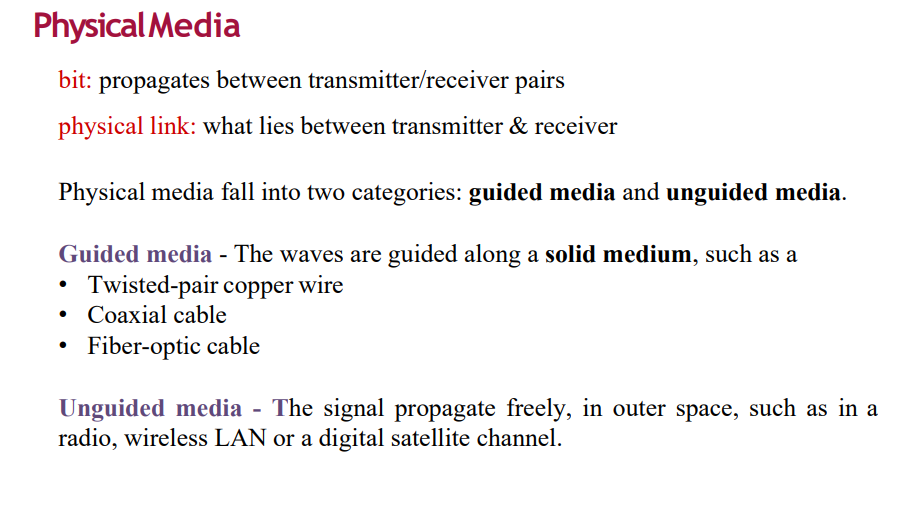 Physical Media
bit: propagates between transmitter/receiver pairs
physical link: what lies between transmitter & receiver
Physical media fall into two categories: guided media and unguided media.
Guided media - The waves are guided along a solid medium, such as a
• Twisted-pair copper wire
• Coaxial cable
• Fiber-optic cable
Unguided media - The signal propagate freely, in outer space, such as in a
radio, wireless LAN or a digital satellite channel.